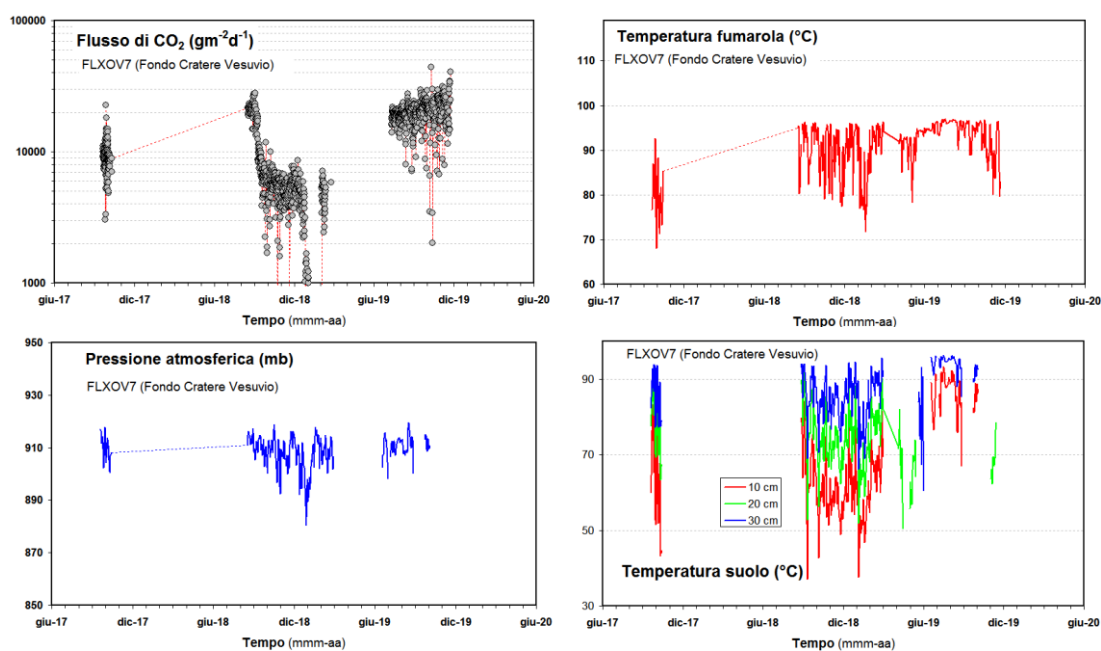 Flusso di CO₂ (gm⁻²d⁻¹)
FLXOV7 (Fondo Cratere Vesuvio)
100000
10000
1000
giu-17 dic-17 giu-18 dic-18 giu-19 dic-19 giu-20
Tempo (mmm-aa)
Temperatura fumarola (°C)
FLXOV7 (Fondo Cratere Vesuvio)
110
100
90
80
70
60
giu-17 dic-17 giu-18 dic-18 giu-19 dic-19 giu-20
Tempo (mmm-aa)
Pressione atmosferica (mb)
FLXOV7 (Fondo Cratere Vesuvio)
950
930
910
890
870
850
giu-17 dic-17 giu-18 dic-18 giu-19 dic-19 giu-20
Tempo (mmm-aa)
FLXOV7 (Fondo Cratere Vesuvio)
90
70
50
30
10 cm
20 cm
30 cm
Temperatura suolo (°C)
giu-17 dic-17 giu-18 dic-18 giu-19 dic-19 giu-20
Tempo (mmm-aa)